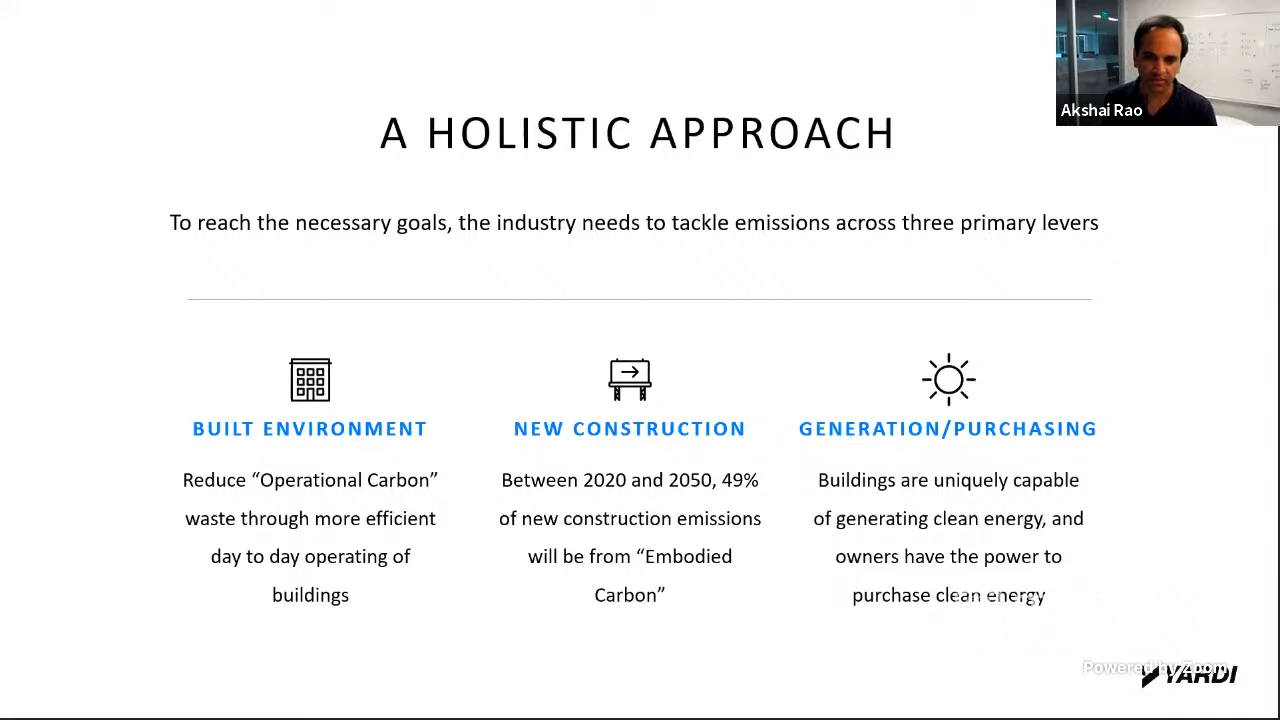 Akshai Rao
A HOLISTIC APPROACH
To reach the necessary goals, the industry needs to tackle emissions across three primary levers
BUILT ENVIRONMENT
Reduce “Operational Carbon”
waste through more efficient
day to day operating of
buildings
NEW CONSTRUCTION
Between 2020 and 2050, 49%
of new construction emissions
will be from “Embodied
Carbon”
GENERATION/PURCHASING
Buildings are uniquely capable
of generating clean energy, and
owners have the power to
purchase clean energy
Powered by Zoom
YARDI